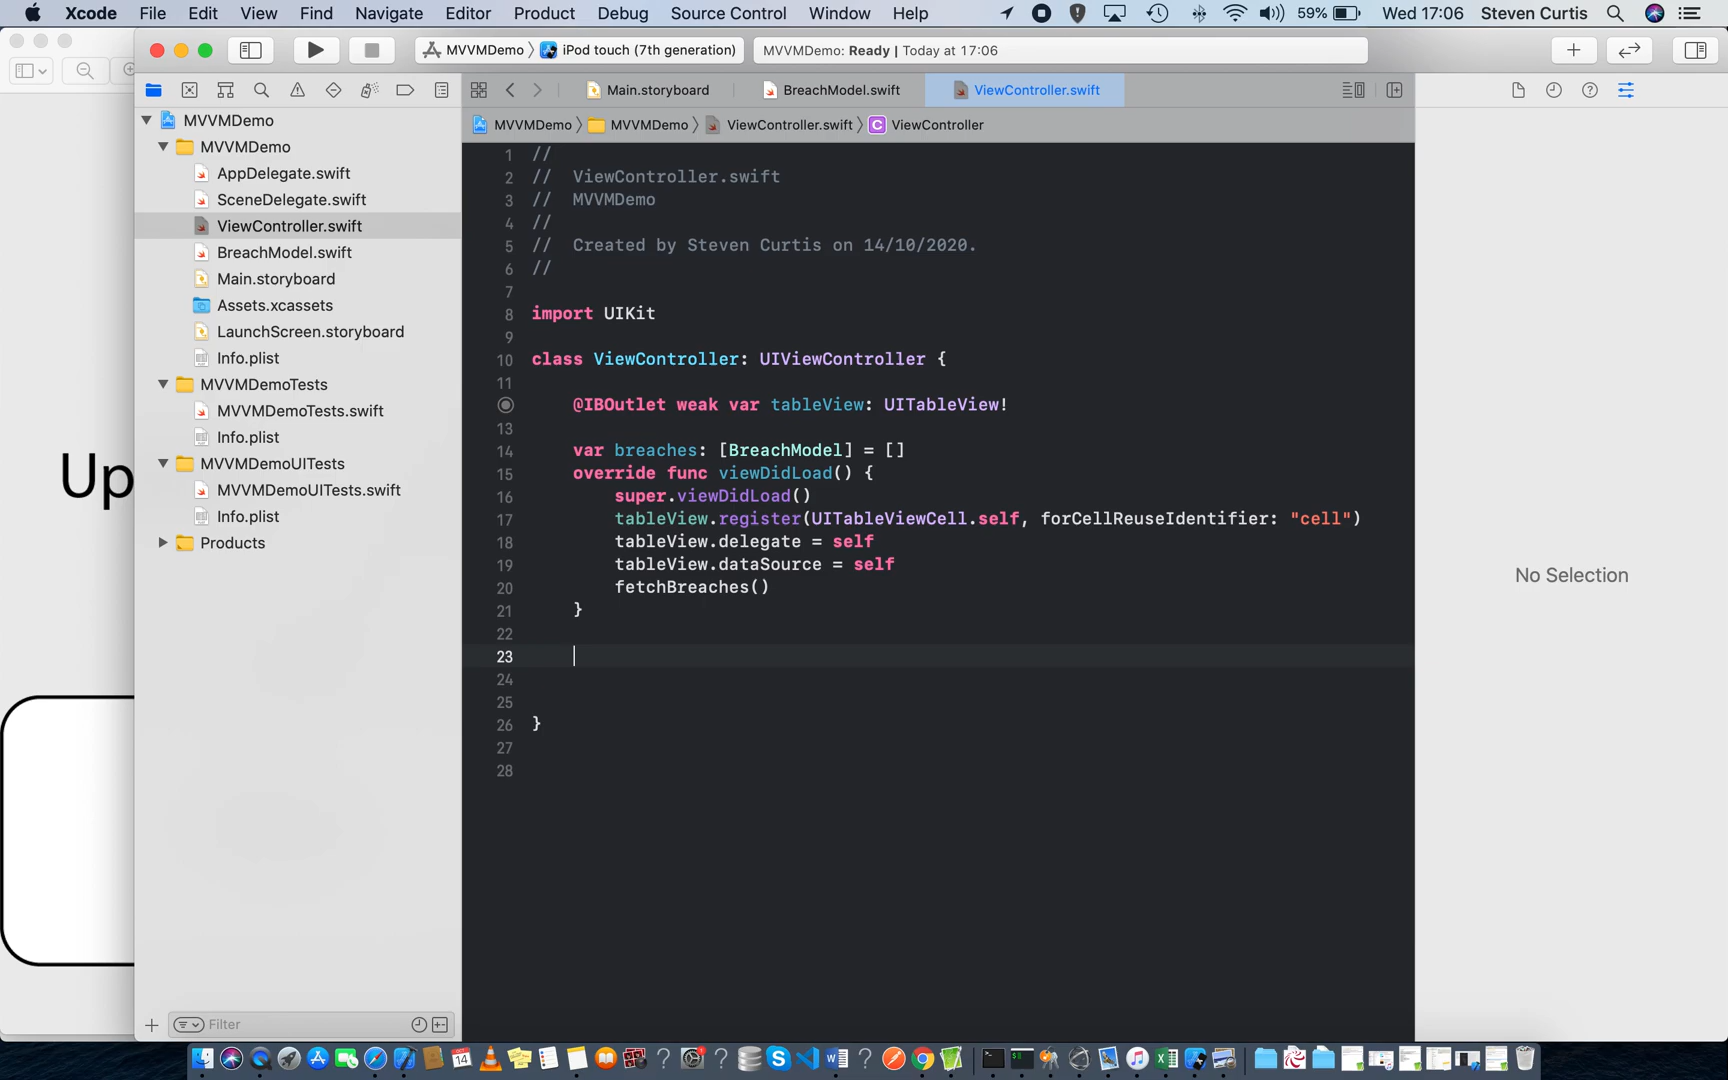 Xcode File Edit View Find Navigate Editor Product Debug Source Control Window Help 59% Wed 17:06 Steven Curtis
MVVMDemo iPod touch (7th generation) MVVMDemo: Ready | Today at 17:06
Main.storyboard BreachModel.swift ViewController.swift
MVVMDemo MVVMDemo ViewController.swift C ViewController
MVVMDemo
MVVMDemo
AppDelegate.swift
SceneDelegate.swift
ViewController.swift
BreachModel.swift
Main.storyboard
Assets.xcassets
LaunchScreen.storyboard
Info.plist
MVVMDemoTests
MVVMDemoTests.swift
Info.plist
MVVMDemoUITests
MVVMDemoUITests.swift
Info.plist
Products
Filter
Up
1 //
2 // ViewController.swift
3 // MVVMDemo
4 //
5 // Created by Steven Curtis on 14/10/2020.
6 //
7
8 import UIKit
9
10 class ViewController: UIViewController {
11
@IBOutlet weak var tableView: UITableView!
13
14 var breaches: [BreachModel] = []
15 override func viewDidLoad() {
16 super.viewDidLoad()
17 tableView.register(UITableViewCell.self, forCellReuseIdentifier: "cell")
18 tableView.delegate = self
19 tableView.dataSource = self
20 fetchBreaches()
21 }
22
23
24
25
26 }
27
28
No Selection
14